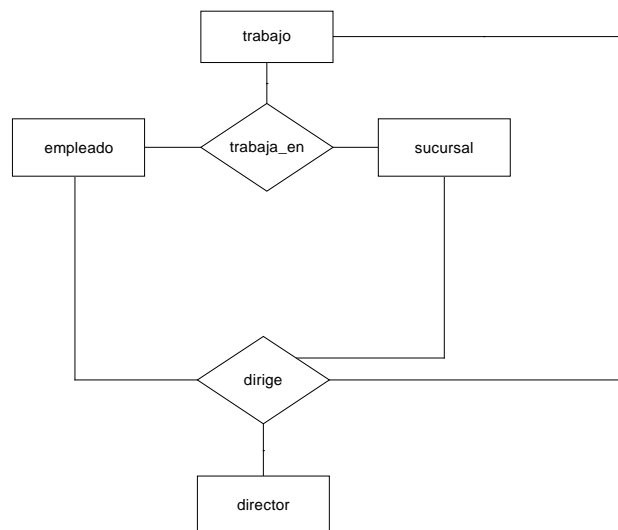 trabajo
empleado
trabaja_en
sucursal
dirige
director